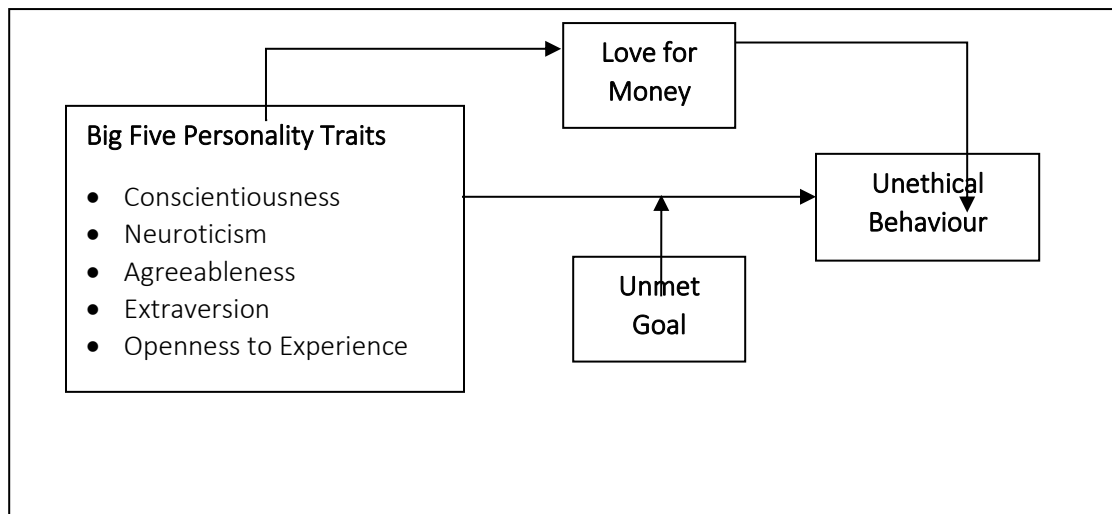 Love for
Money
Big Five Personality Traits
• Conscientiousness
• Neuroticism
• Agreeableness
• Extraversion
• Openness to Experience
Unethical
Behaviour
Unmet
Goal